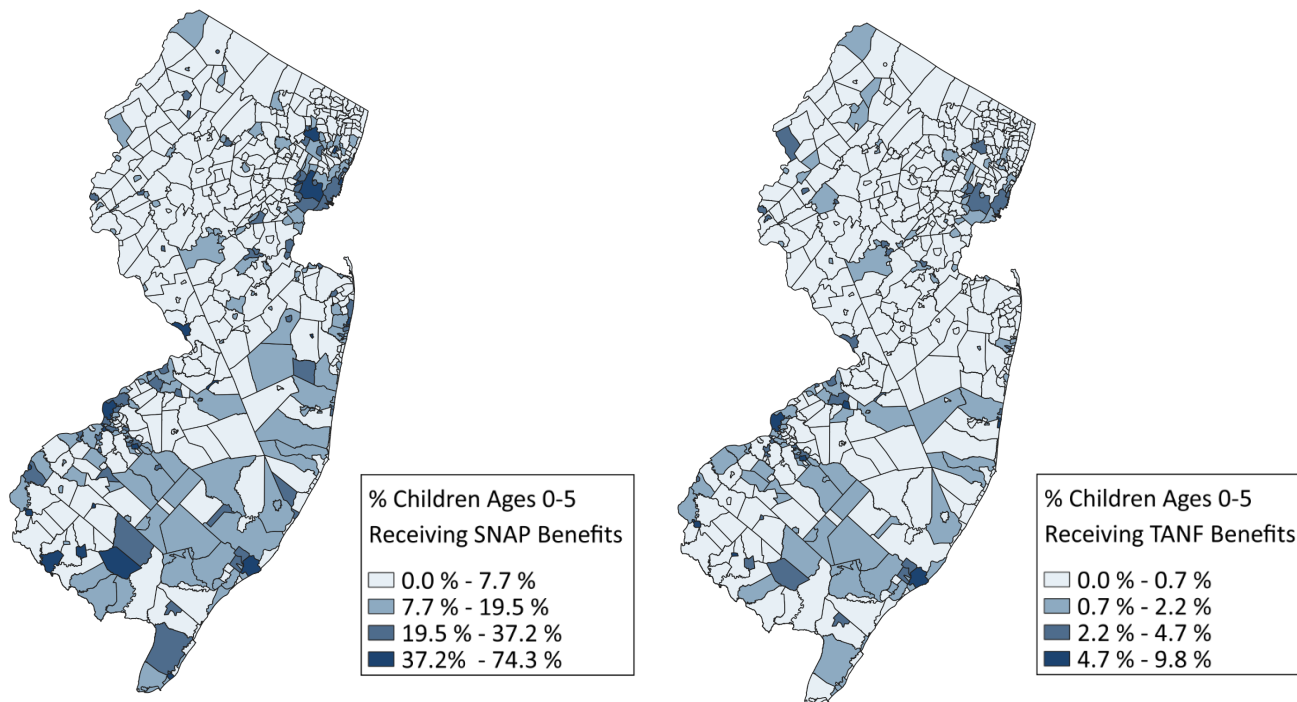 % Children Ages 0-5
Receiving SNAP Benefits
0.0 % - 7.7 %
7.7 % - 19.5 %
19.5 % - 37.2 %
37.2% - 74.3 %
% Children Ages 0-5
Receiving TANF Benefits
0.0 % - 0.7 %
0.7 % - 2.2 %
2.2 % - 4.7 %
4.7 % - 9.8 %